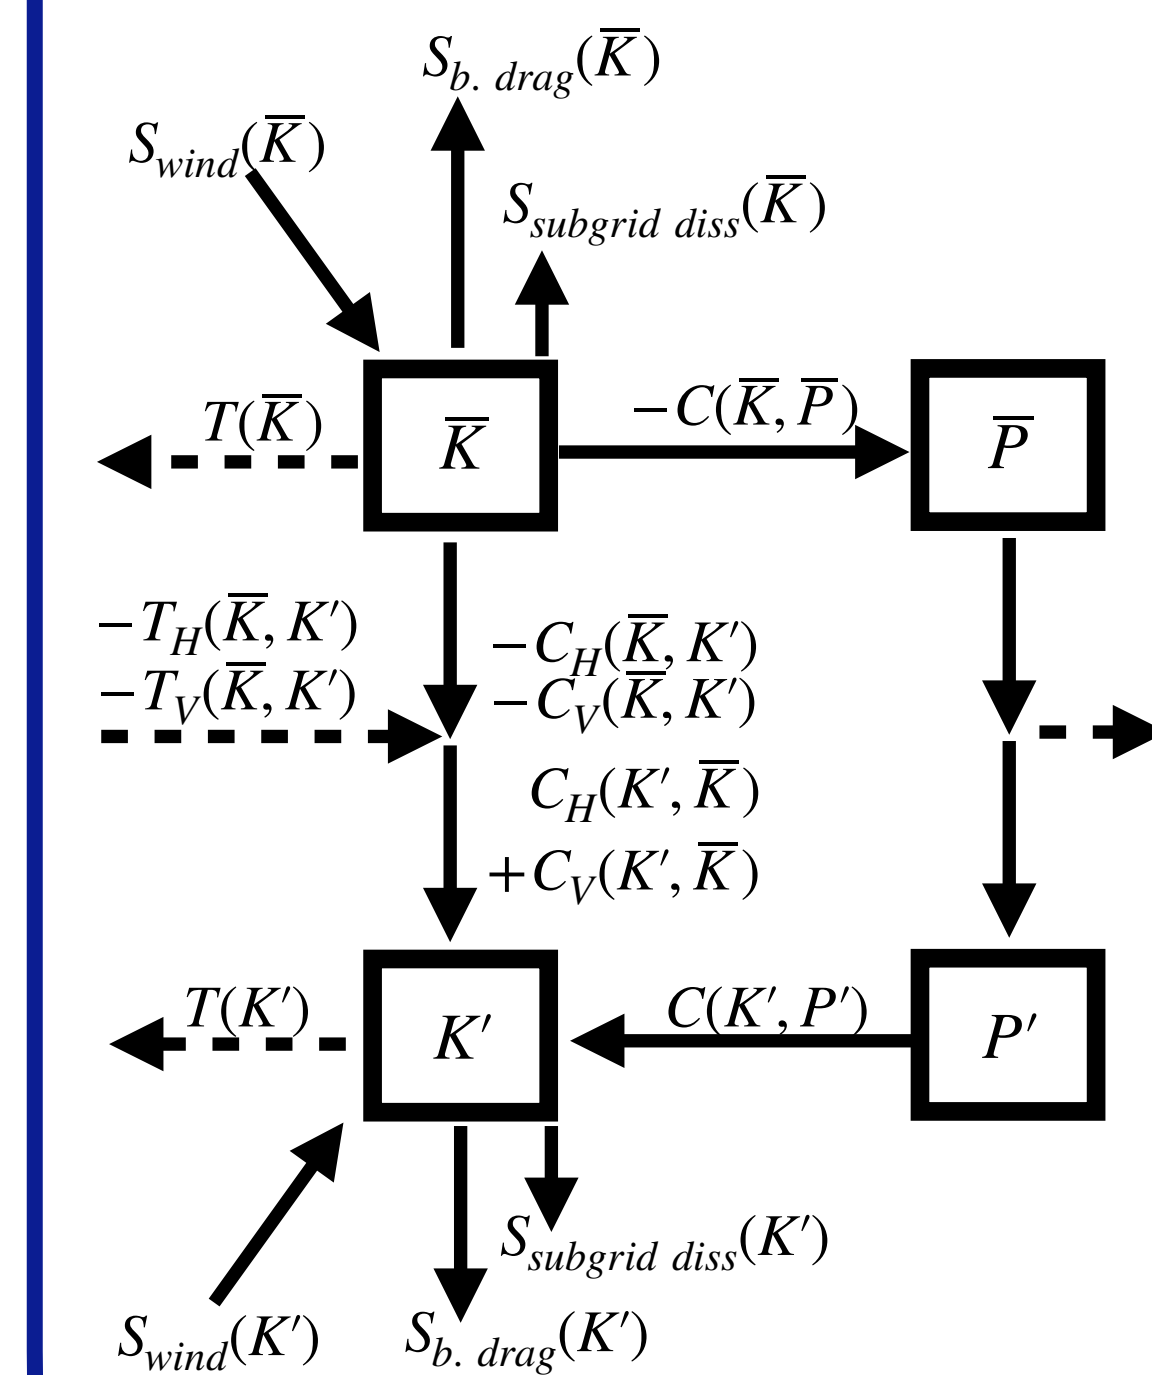 S_{b. drag}(K̅)
S_{wind}(K̅)
S_{subgrid diss}(K̅)
T(K̅)
K̅
−C(K̅, P̅)
P̅
−T_H(K̅, K′)
−T_V(K̅, K′)
−C_H(K̅, K′)
−C_V(K̅, K′)
C_H(K′, K̅)
+C_V(K′, K̅)
T(K′)
K′
C(K′, P′)
P′
S_{subgrid diss}(K′)
S_{wind}(K′)
S_{b. drag}(K′)